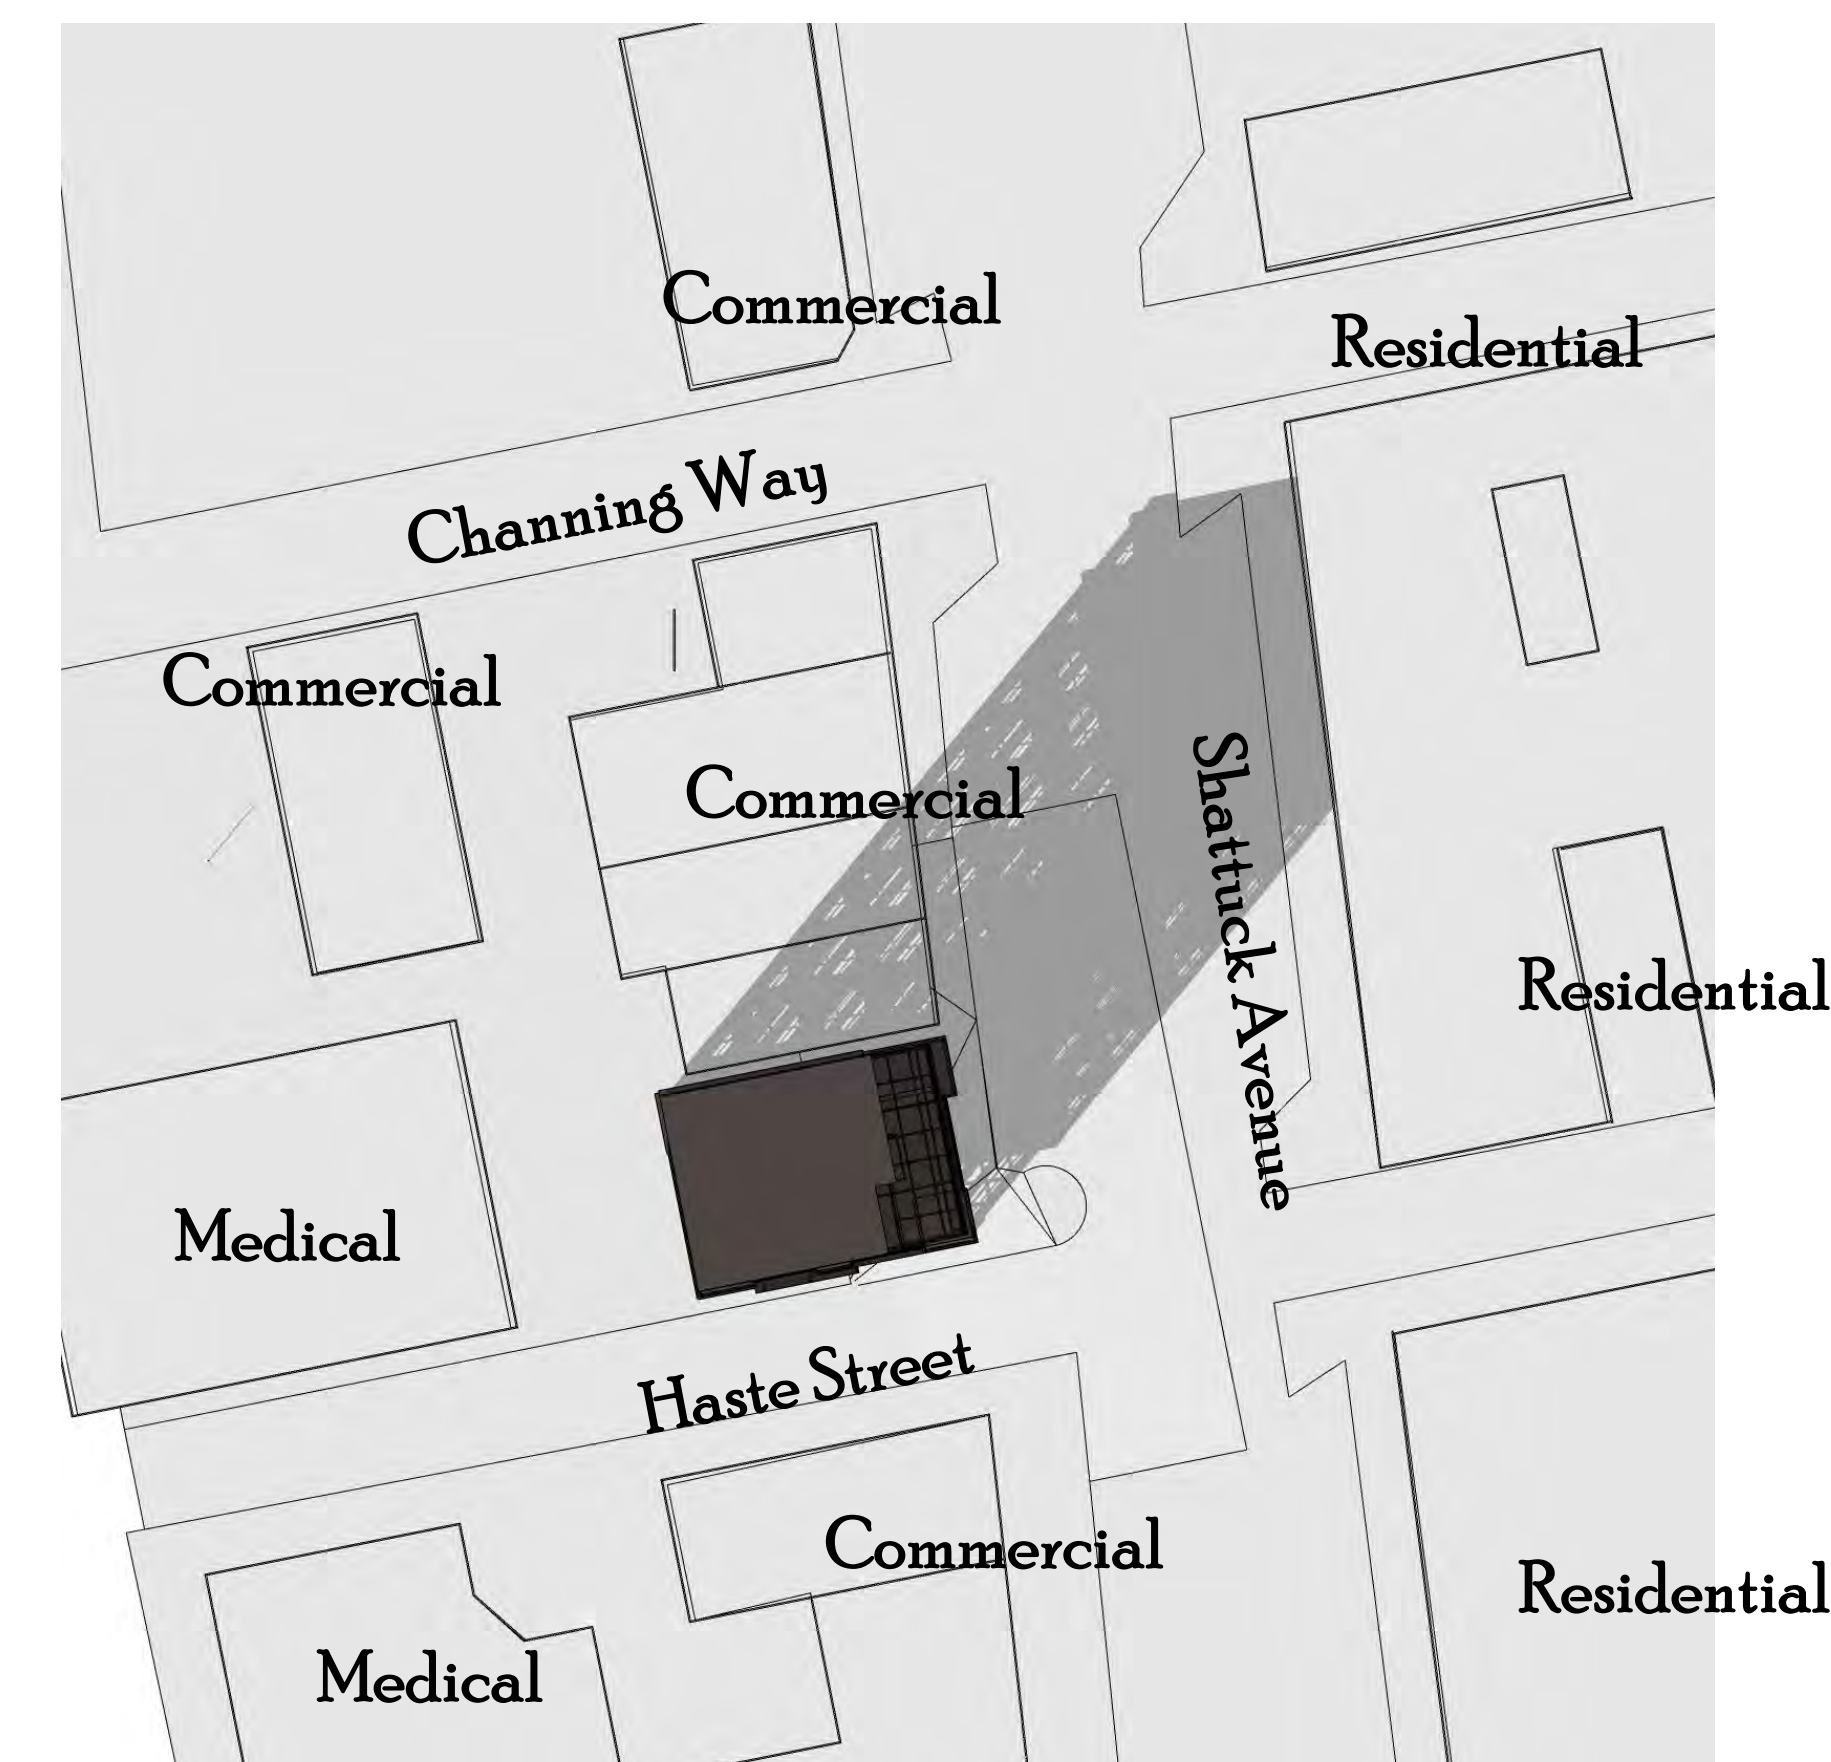 Commercial
Residential
Channing Way
Commercial
Commercial
Shattuck Avenue
Residential
Medical
Haste Street
Commercial
Residential
Medical